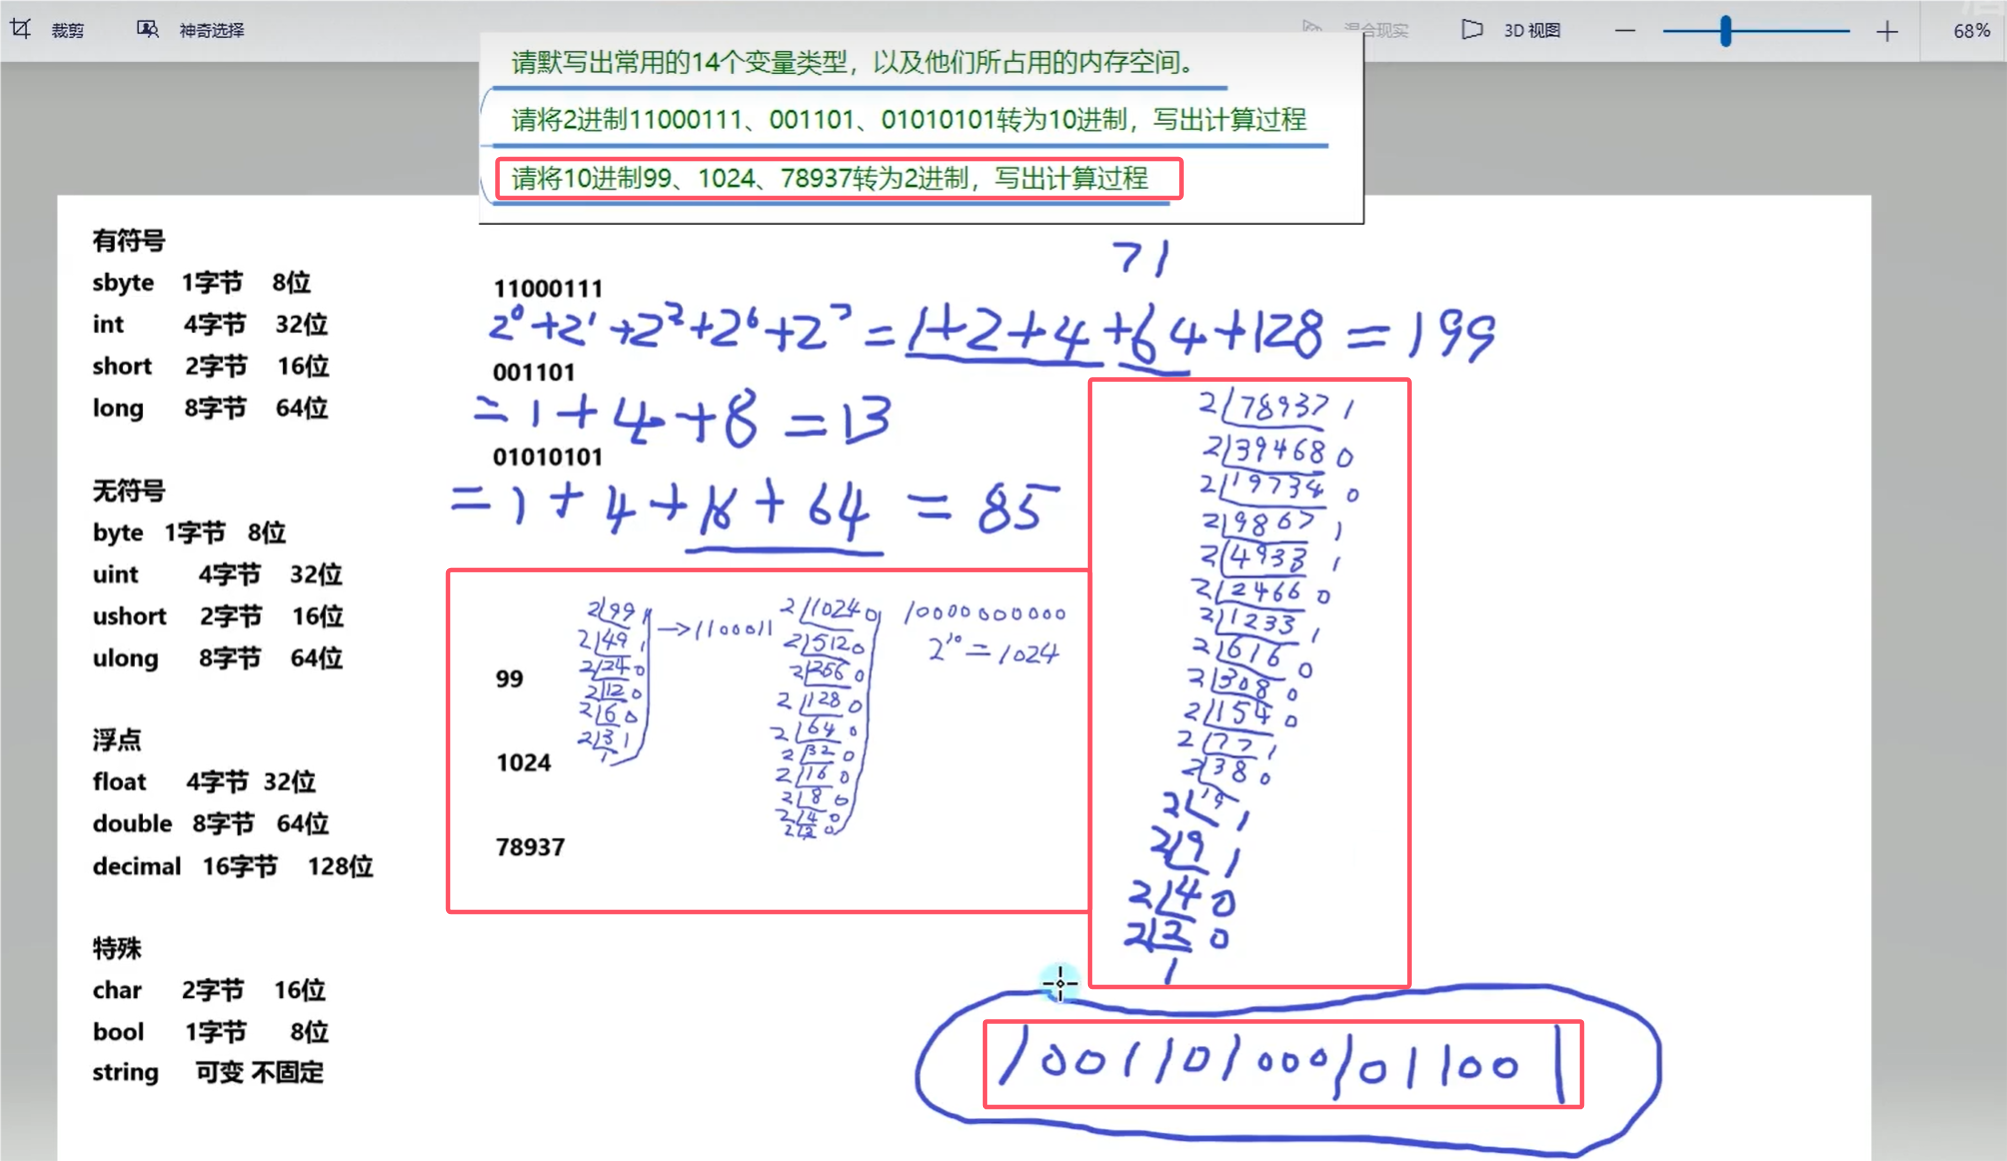 裁剪 神奇选择 混合现实 3D 视图 68%
请默写出常用的14个变量类型，以及他们所占用的内存空间。
请将2进制11000111、001101、01010101转为10进制，写出计算过程
请将10进制99、1024、78937转为2进制，写出计算过程
有符号
sbyte 1字节 8位
int 4字节 32位
short 2字节 16位
long 8字节 64位
无符号
byte 1字节 8位
uint 4字节 32位
ushort 2字节 16位
ulong 8字节 64位
浮点
float 4字节 32位
double 8字节 64位
decimal 16字节 128位
特殊
char 2字节 16位
bool 1字节 8位
string 可变 不固定
71
11000111
2⁰+2¹+2²+2⁶+2⁷=1+2+4+64+128=199
001101
=1+4+8=13
01010101
=1+4+16+64=85
99
1024
78937
2 99 1
2 49 1
2 24 0
2 12 0
2 6 0
2 3 1
1
→1100011
2 1024 0
2 512 0
2 256 0
2 128 0
2 64 0
2 32 0
2 16 0
2 8 0
2 4 0
2 2 0
10000000000
2¹⁰=1024
2 78937 1
2 39468 0
2 19734 0
2 9867 1
2 4933 1
2 2466 0
2 1233 1
2 616 0
2 308 0
2 154 0
2 77 1
2 38 0
2 19 1
2 9 1
2 4 0
2 2 0
1
10011010001011001